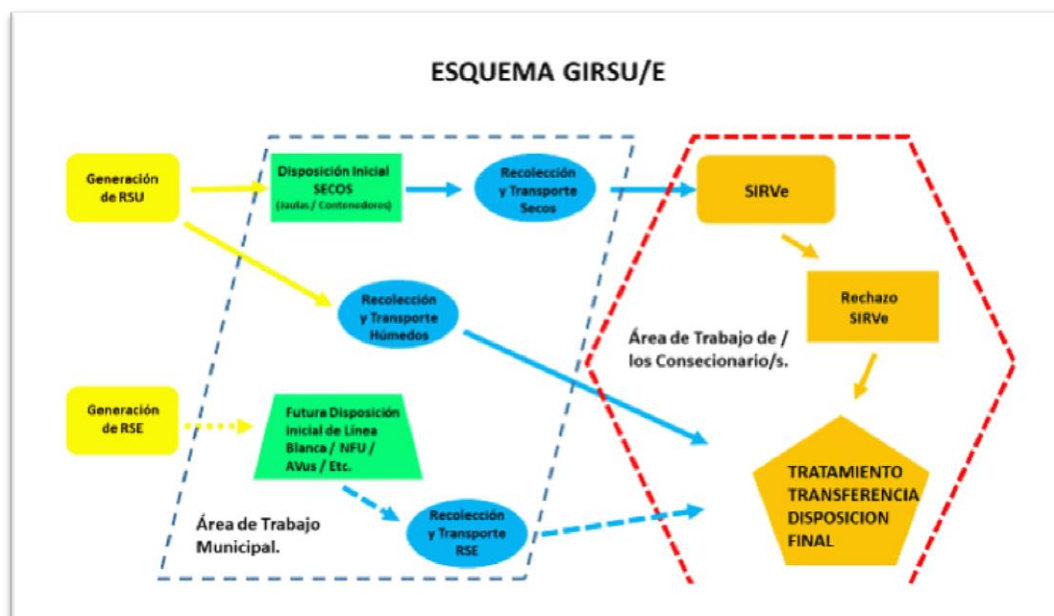 ESQUEMA GIRSU/E
Generación
de RSU
Disposición Inicial
SECOS
(Jaulas / Contenedores)
Recolección
y Transporte
Secos
SIRVe
Recolección
y Transporte
Húmedos
Rechazo
SIRVe
Área de Trabajo de /
los Consecionario/s.
Generación
de RSE
Futura Disposición
Inicial de Línea
Blanca / NFU /
AVus / Etc.
Recolección
y Transporte
RSE
Área de Trabajo
Municipal.
TRATAMIENTO
TRANSFERENCIA
DISPOSICION
FINAL